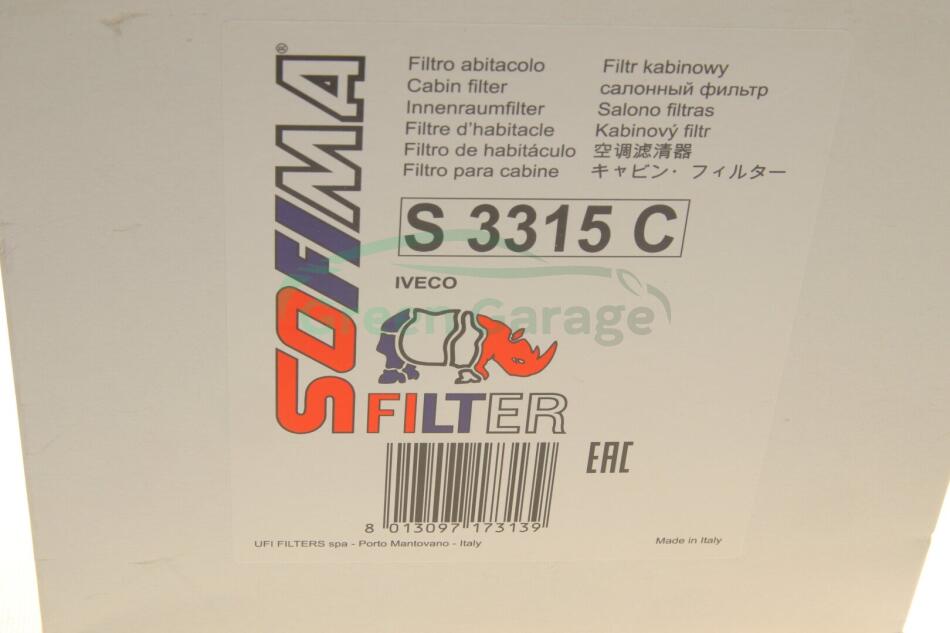 SOFIMA®
Filtro abitacolo
Cabin filter
Innenraumfilter
Filtre d'habitacle
Filtro de habitáculo
Filtro para cabine
Filtr kabinowy
салонный фильтр
Salono filtras
Kabinový filtr
空调滤清器
キャビン・フィルター
S 3315 C
IVECO
Green Garage
FILTER
EAC
8 013097 173139
UFI FILTERS spa - Porto Mantovano - Italy
Made in Italy